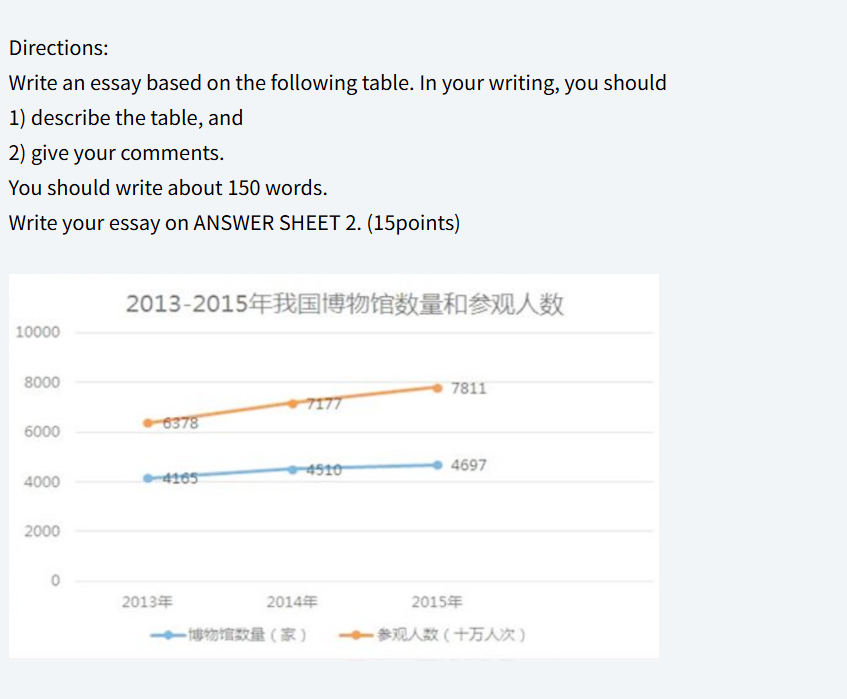 Directions:
Write an essay based on the following table. In your writing, you should
1) describe the table, and
2) give your comments.
You should write about 150 words.
Write your essay on ANSWER SHEET 2. (15points)
2013-2015年我国博物馆数量和参观人数
10000
8000
6000
4000
2000
0
6378
7177
7811
4165
4510
4697
2013年
2014年
2015年
博物馆数量（家）
参观人数（十万人次）